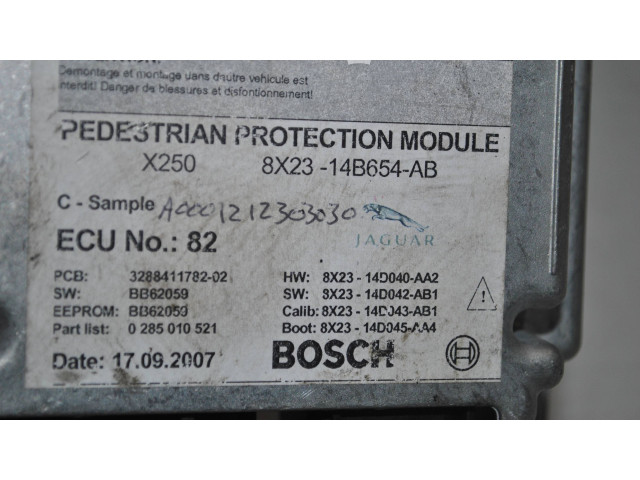 Demontage et montage dans d'autre vehicule est
interdit! Danger de blessures et disfontionnement!
PEDESTRIAN PROTECTION MODULE
X250 8X23 -14B654-AB
C - Sample A0001212303030
JAGUAR
ECU No.: 82
PCB: 3288411782-02 HW: 8X23 - 14D040-AA2
SW: BB62059 SW: 8X23 - 14D042-AB1
EEPROM: BB62059 Calib: 8X23 - 14D043-AB1
Part list: 0 285 010 521 Boot: 8X23 - 14D045-AA4
Date: 17.09.2007 BOSCH